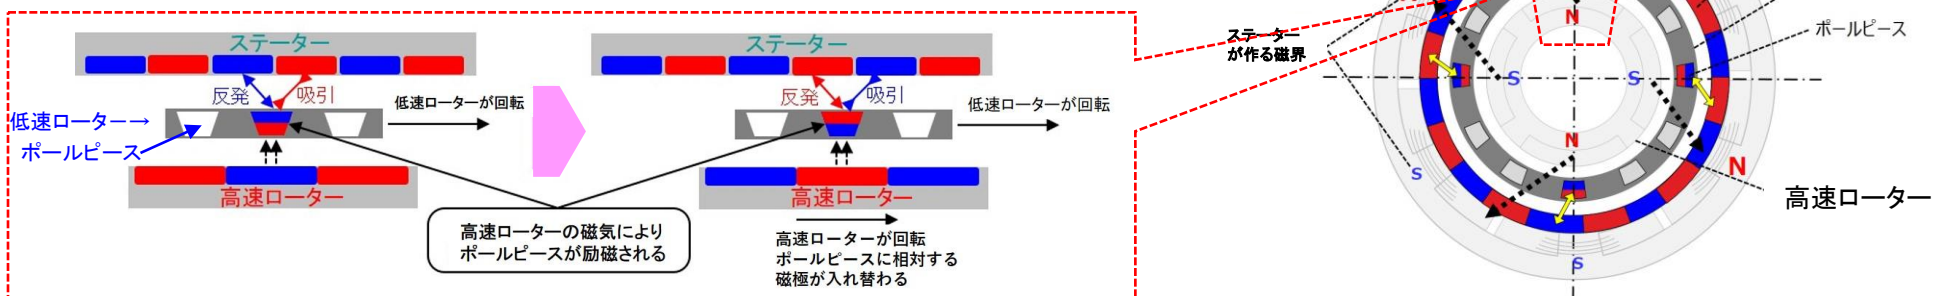 ステーター
反発
吸引
低速ローターが回転
低速ローター→
ポールピース
高速ローター
ステーター
反発
吸引
低速ローターが回転
高速ローター
高速ローターの磁気により
ポールピースが励磁される
高速ローターが回転
ポールピースに相対する
磁極が入れ替わる
ステーター
が作る磁界
N
ポールピース
S
S
N
S
N
高速ローター
S